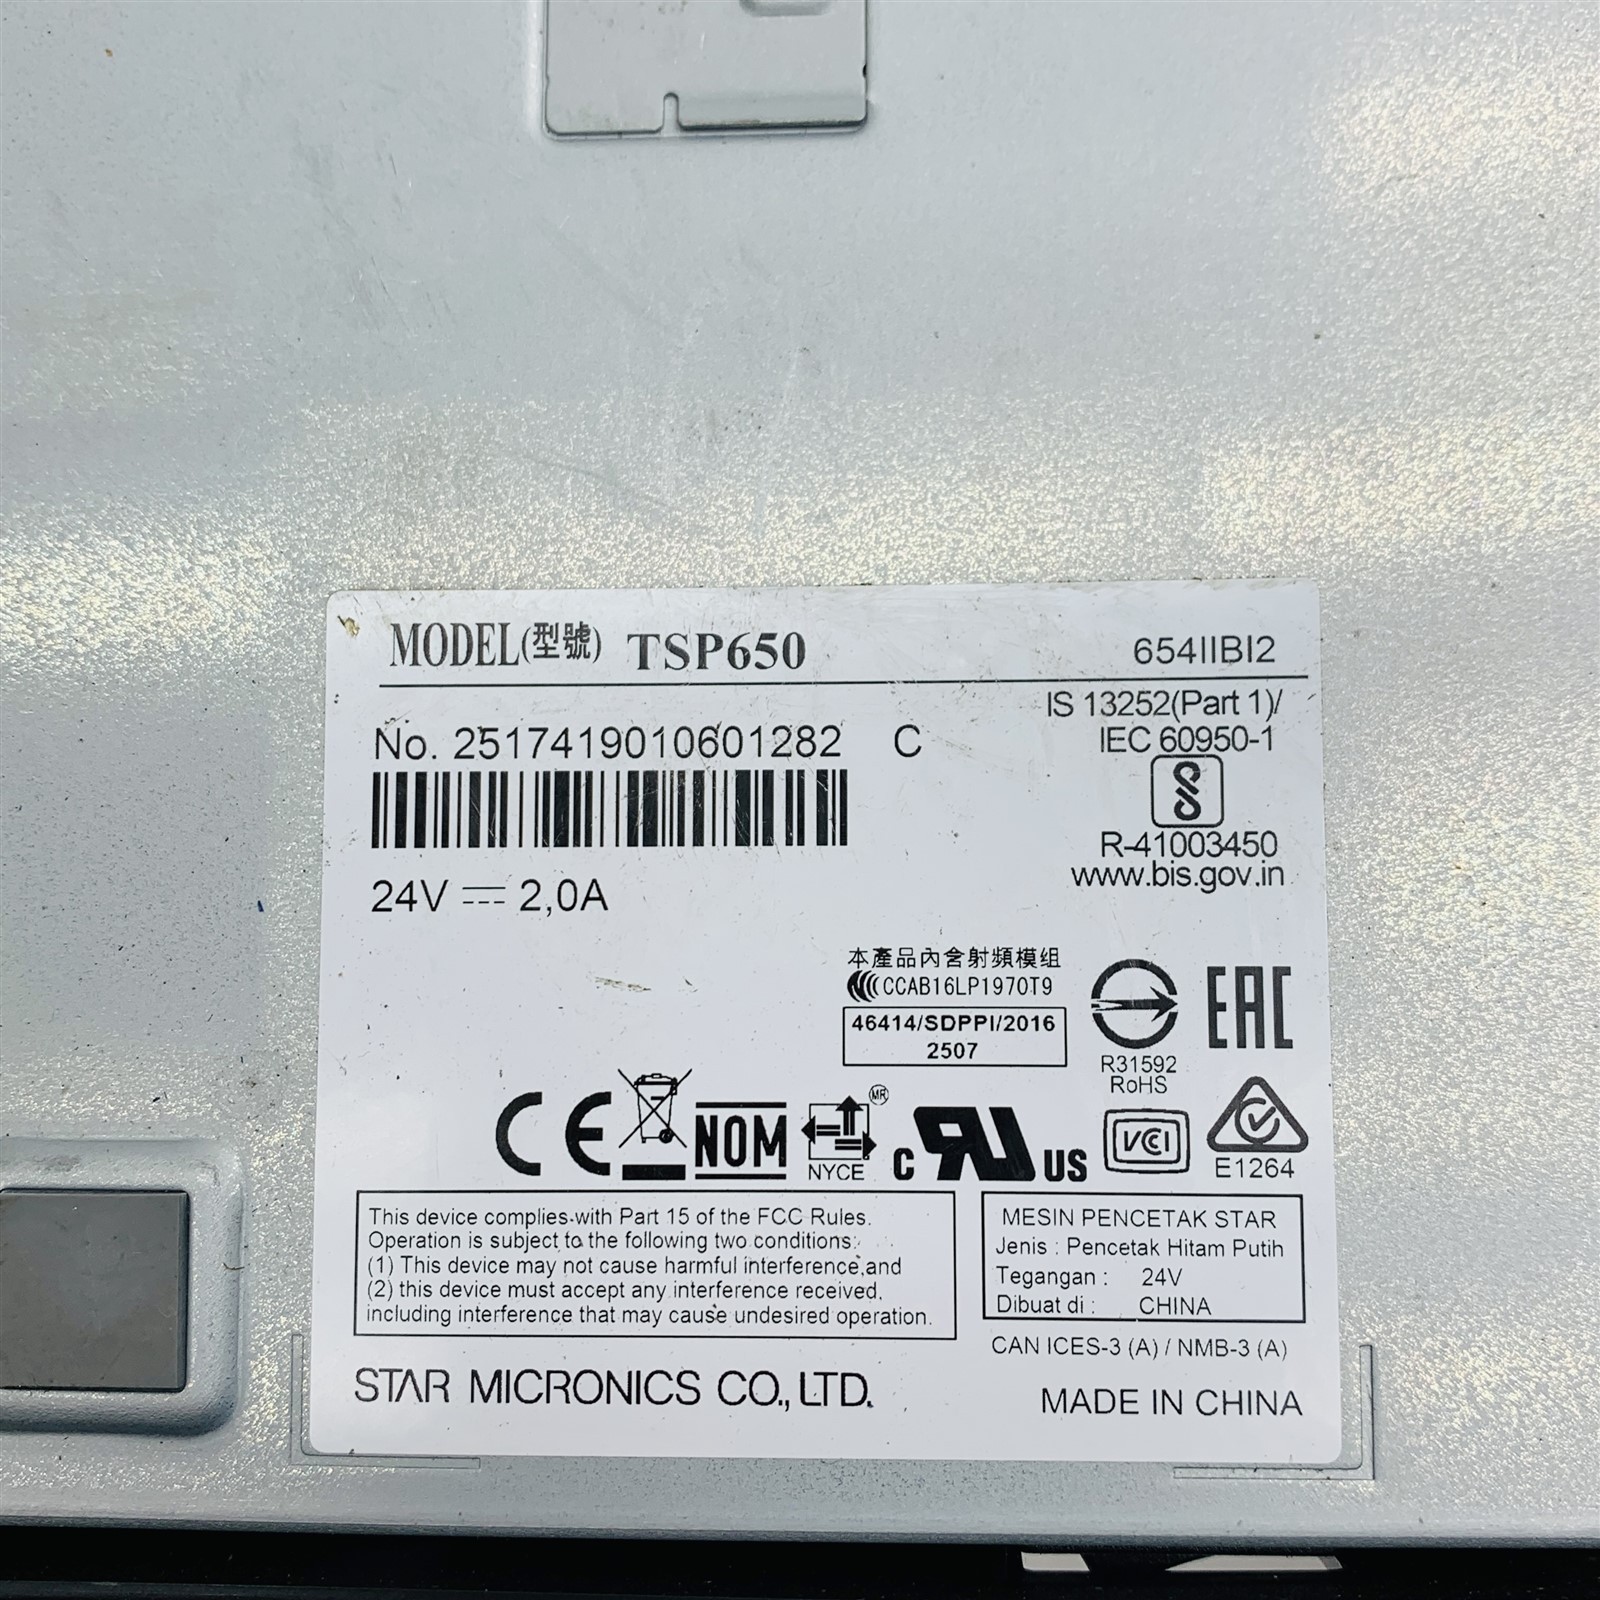 MODEL(型號) TSP650 654IIBI2
No. 2517419010601282 C
IS 13252(Part 1)/
IEC 60950-1
R-41003450
www.bis.gov.in
24V 2,0A
本產品內含射頻模組
CCAB16LP1970T9
46414/SDPPI/2016
2507
R31592
RoHS
EAC
CE
NOM
NYCE
MR
C RU US
VCCI
E1264
This device complies with Part 15 of the FCC Rules.
Operation is subject to the following two conditions:
(1) This device may not cause harmful interference,and
(2) this device must accept any interference received,
including interference that may cause undesired operation.
MESIN PENCETAK STAR
Jenis : Pencetak Hitam Putih
Tegangan : 24V
Dibuat di : CHINA
CAN ICES-3 (A) / NMB-3 (A)
STAR MICRONICS CO., LTD.
MADE IN CHINA